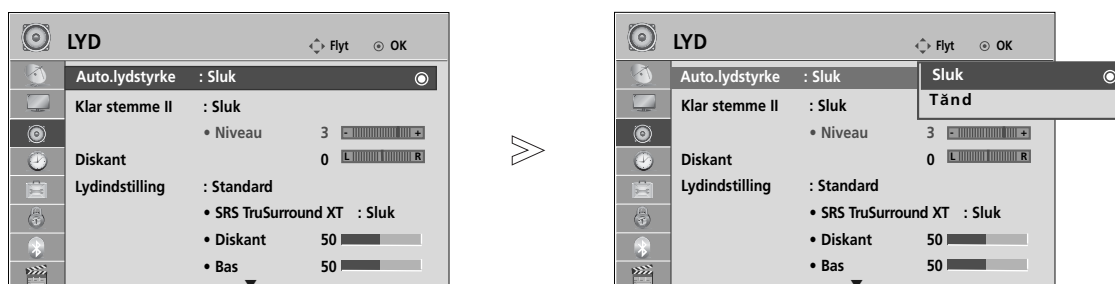 LYD Flyt OK
Auto.lydstyrke : Sluk
Klar stemme II : Sluk
• Niveau 3 - +
Diskant 0 L R
Lydindstilling : Standard
• SRS TruSurround XT : Sluk
• Diskant 50
• Bas 50
LYD Flyt OK
Auto.lydstyrke : Sluk
Sluk
Tănd
Klar stemme II : Sluk
• Niveau 3 - +
Diskant 0 L R
Lydindstilling : Standard
• SRS TruSurround XT : Sluk
• Diskant 50
• Bas 50